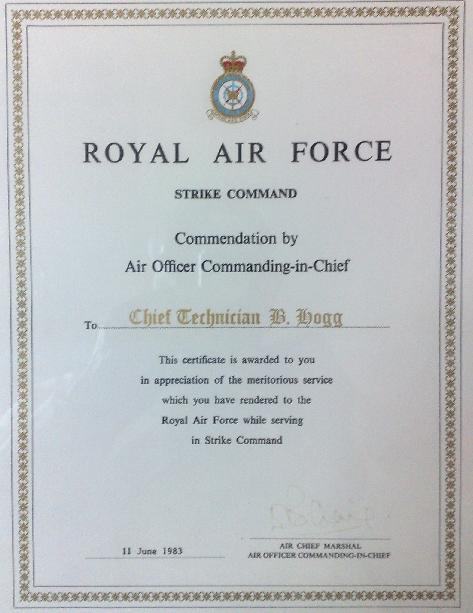 ROYAL AIR FORCE
STRIKE COMMAND
Commendation by
Air Officer Commanding-in-Chief
To Chief Technician B. Hogg
This certificate is awarded to you
in appreciation of the meritorious service
which you have rendered to the
Royal Air Force while serving
in Strike Command
11 June 1983
AIR CHIEF MARSHAL
AIR OFFICER COMMANDING-IN-CHIEF